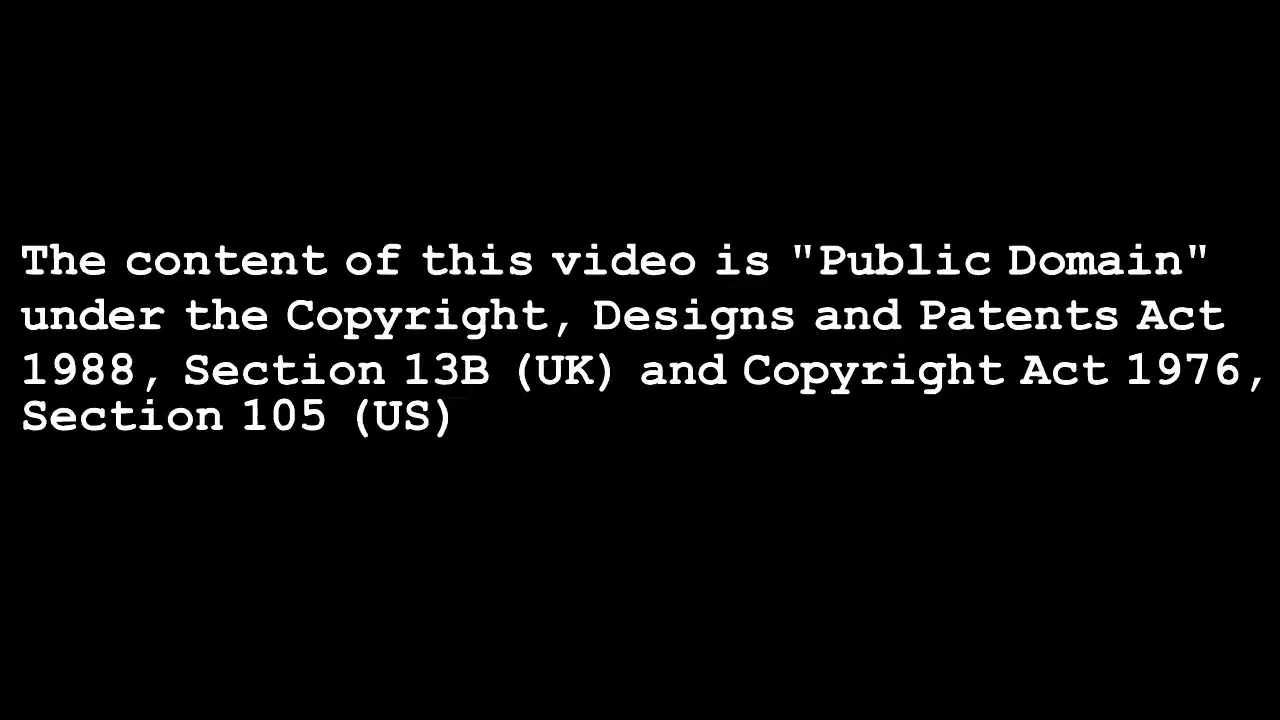 The content of this video is "Public Domain"
under the Copyright, Designs and Patents Act
1988, Section 13B (UK) and Copyright Act 1976,
Section 105 (US)